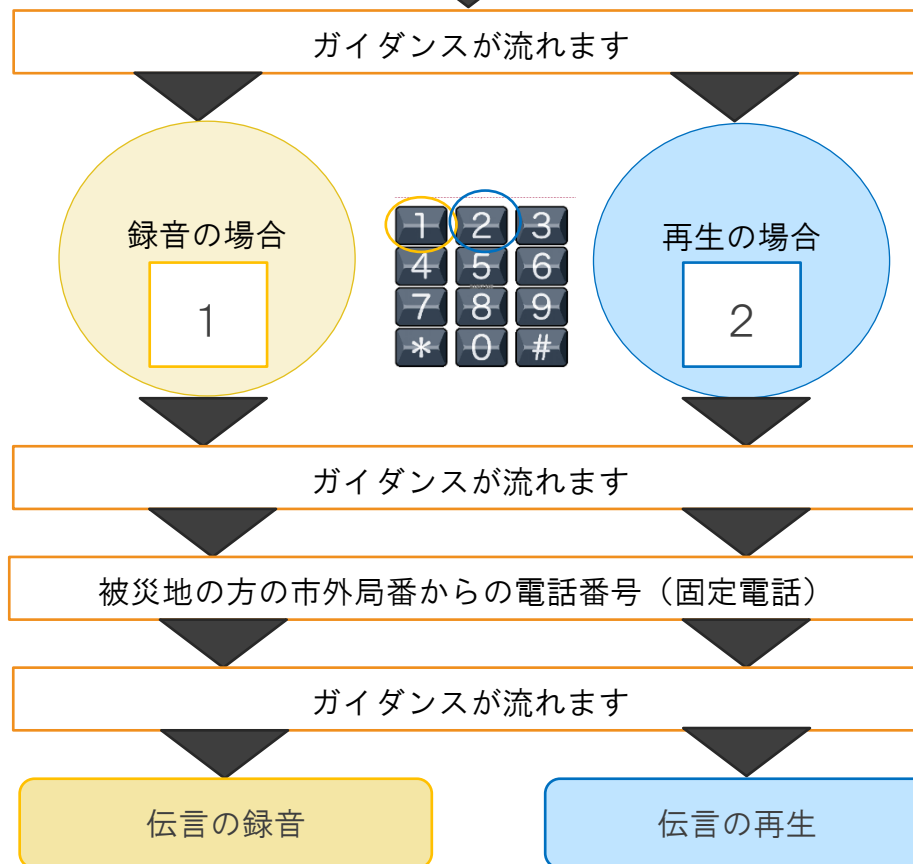 ガイダンスが流れます
録音の場合
1
1 2 3
4 5 6
7 8 9
* 0 #
再生の場合
2
ガイダンスが流れます
被災地の方の市外局番からの電話番号（固定電話）
ガイダンスが流れます
伝言の録音
伝言の再生